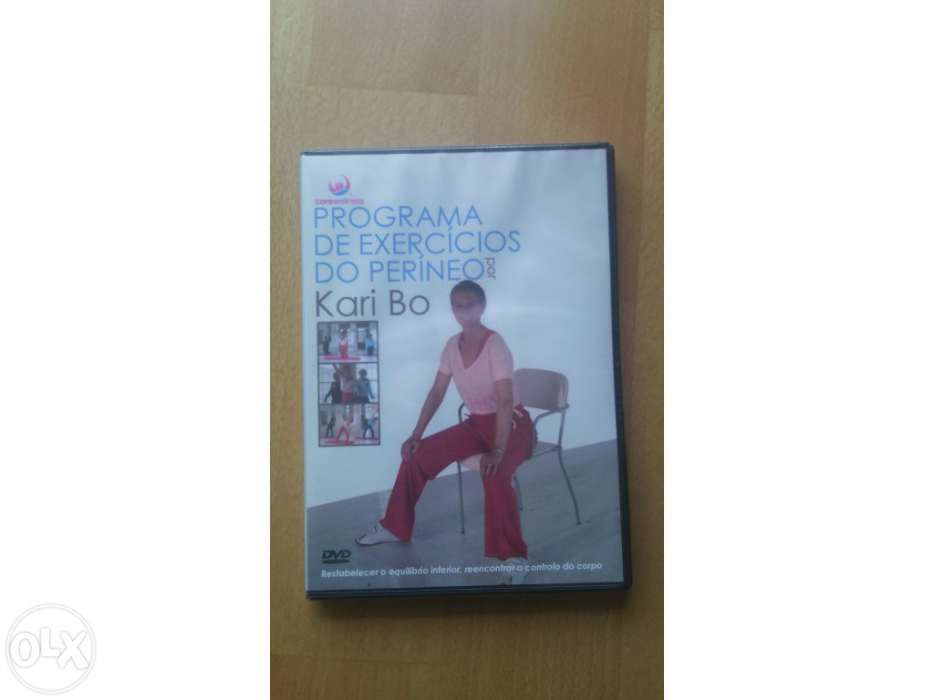 PROGRAMA
DE EXERCÍCIOS
DO PERÍNEO por
Kari Bo
DVD
Restabelecer o equilíbrio interior, reencontrar o controlo do corpo
OLX